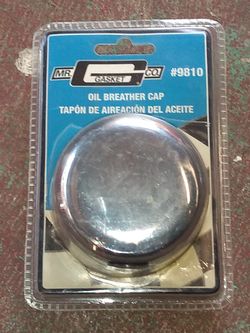 MR. GASKET CO. #9810
OIL BREATHER CAP
TAPÓN DE AIREACIÓN DEL ACEITE